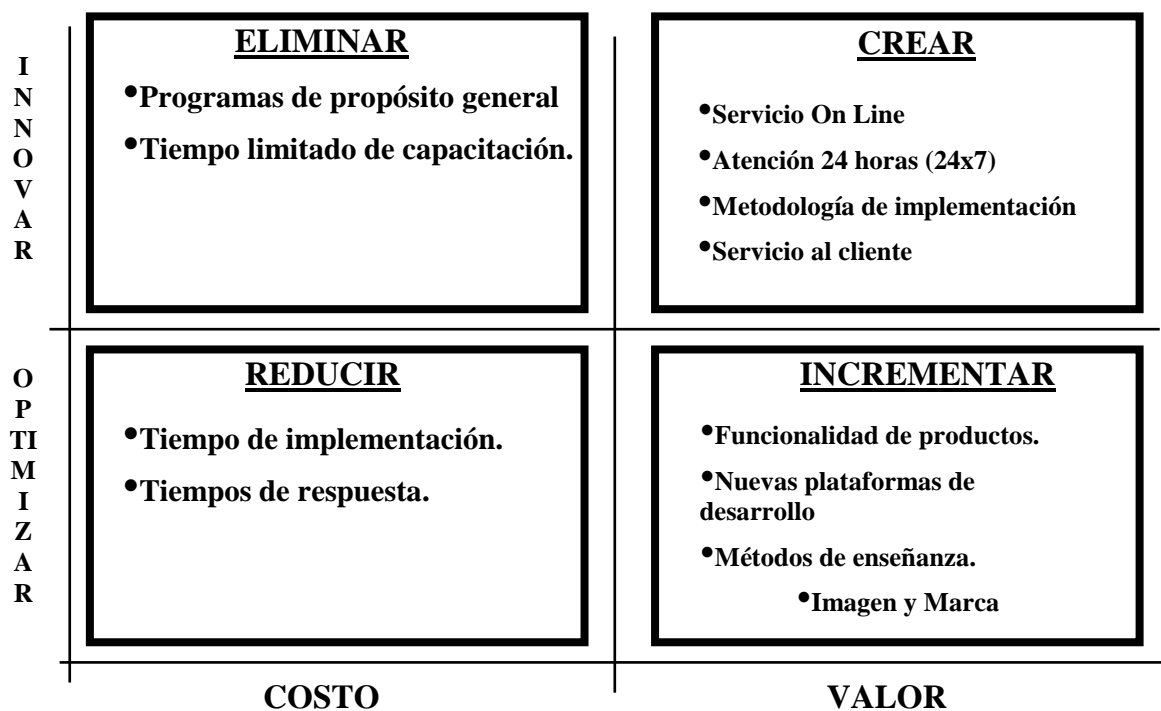 INNOVAR
ELIMINAR
•Programas de propósito general
•Tiempo limitado de capacitación.
CREAR
•Servicio On Line
•Atención 24 horas (24x7)
•Metodología de implementación
•Servicio al cliente
OPTIMIZAR
REDUCIR
•Tiempo de implementación.
•Tiempos de respuesta.
INCREMENTAR
•Funcionalidad de productos.
•Nuevas plataformas de
desarrollo
•Métodos de enseñanza.
•Imagen y Marca
COSTO
VALOR